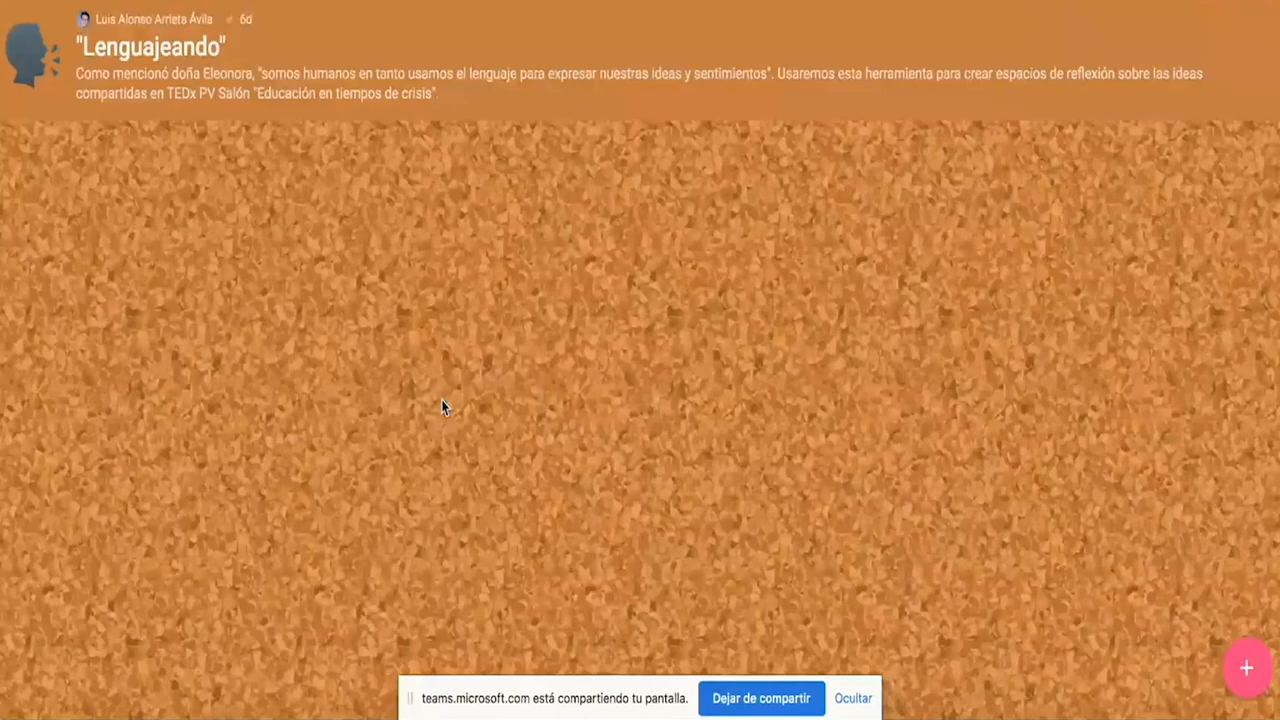 Luis Alonso Arrieta Ávila 6d
"Lenguajeando"
Como mencionó doña Eleonora, "somos humanos en tanto usamos el lenguaje para expresar nuestras ideas y sentimientos". Usaremos esta herramienta para crear espacios de reflexión sobre las ideas
compartidas en TEDx PV Salón "Educación en tiempos de crisis".
teams.microsoft.com está compartiendo tu pantalla. Dejar de compartir Ocultar